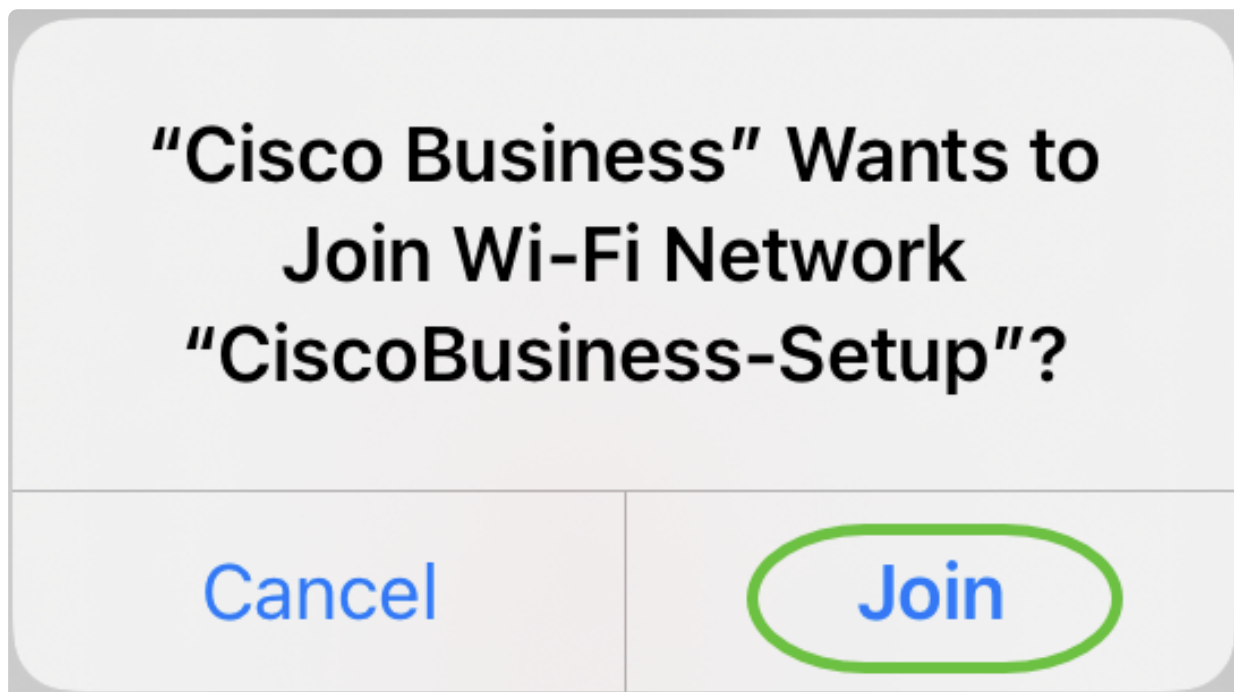 “Cisco Business” Wants to
Join Wi-Fi Network
“CiscoBusiness-Setup”?
Cancel
Join